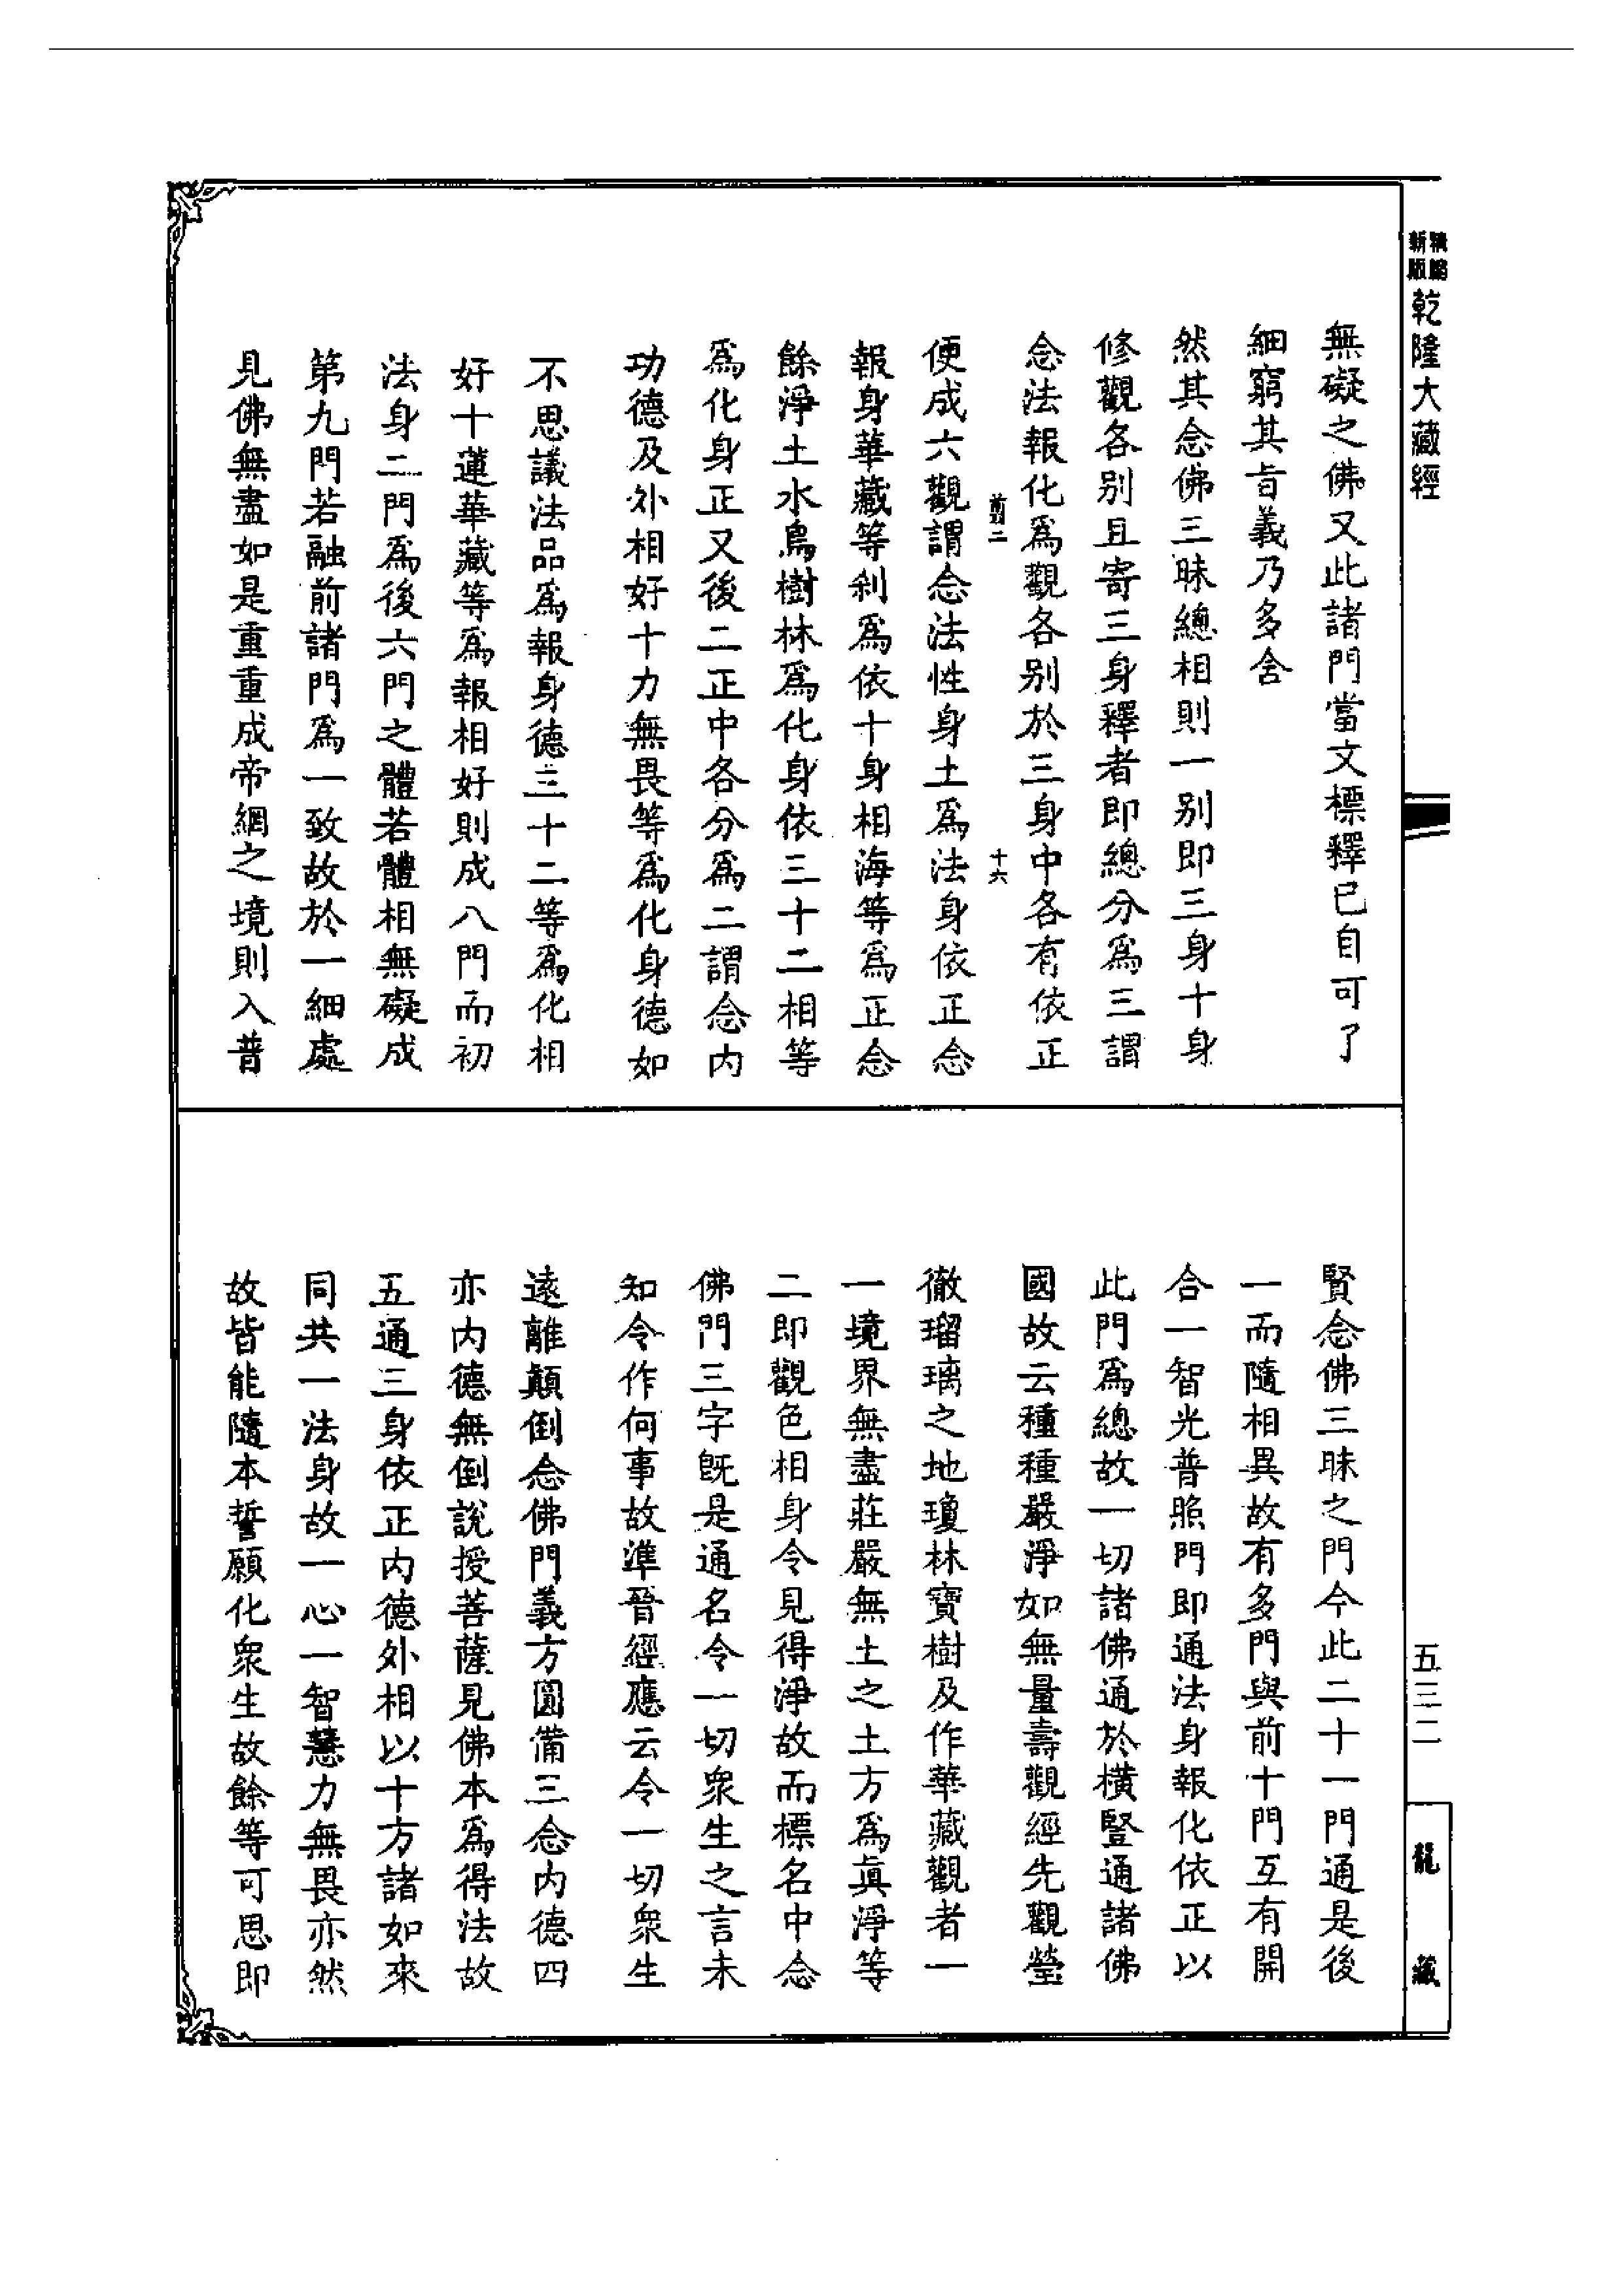 新版
精縮
乾隆大藏經
無礙之佛又此諸門當文標釋已自可了
細窮其旨義乃多含
然其念佛三昧總相則一別即三身十身
修觀各別且寄三身釋者即總分爲三謂
念法報化爲觀各別於三身中各有依正
十六
便成六觀謂念法性身土爲法身依正念
報身華藏等刹爲依十身相海等爲正念
餘淨土水鳥樹林爲化身依三十二相等
爲化身正又後二正中各分爲二謂念內
功德及外相好十力無畏等爲化身德如
不思議法品爲報身德三十二等爲化相
好十蓮華藏等爲報相好則成八門而初
法身二門爲後六門之體若體相無礙成
第九門若融前諸門爲一致故於一細處
見佛無盡如是重重成帝網之境則入普
賢念佛三昧之門今此二十一門通是後
一而隨相異故有多門與前十門互有開
合一智光普照門即通法身報化依正以
此門爲總故一切諸佛通於橫豎通諸佛
國故云種種嚴淨如無量壽觀經先觀瑩
徹瑠璃之地瓊林寶樹及作華藏觀者一
一境界無盡莊嚴無土之土方爲眞淨等
二即觀色相身令見得淨故而標名中念
佛門三字旣是通名令一切衆生之言未
知令作何事故準晉經應云令一切衆生
遠離顛倒念佛門義方圓備三念內德四
亦內德無倒說授菩薩見佛本爲得法故
五通三身依正內德外相以十方諸如來
同共一法身故一心一智慧力無畏亦然
故皆能隨本誓願化衆生故餘等可思即
五三二
龍藏